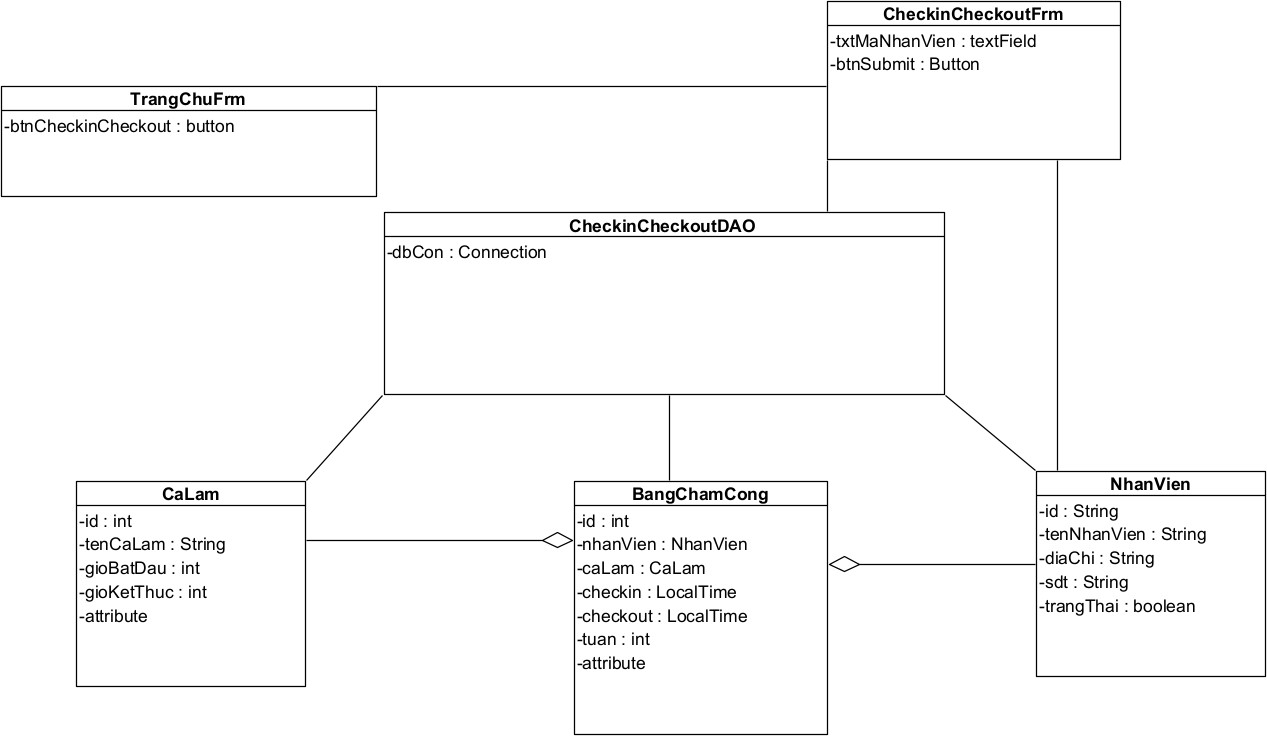 CheckinCheckoutFrm
-txtMaNhanVien : textField
-btnSubmit : Button
TrangChuFrm
-btnCheckinCheckout : button
CheckinCheckoutDAO
-dbCon : Connection
CaLam
-id : int
-tenCaLam : String
-gioBatDau : int
-gioKetThuc : int
-attribute
BangChamCong
-id : int
-nhanVien : NhanVien
-caLam : CaLam
-checkin : LocalTime
-checkout : LocalTime
-tuan : int
-attribute
NhanVien
-id : String
-tenNhanVien : String
-diaChi : String
-sdt : String
-trangThai : boolean